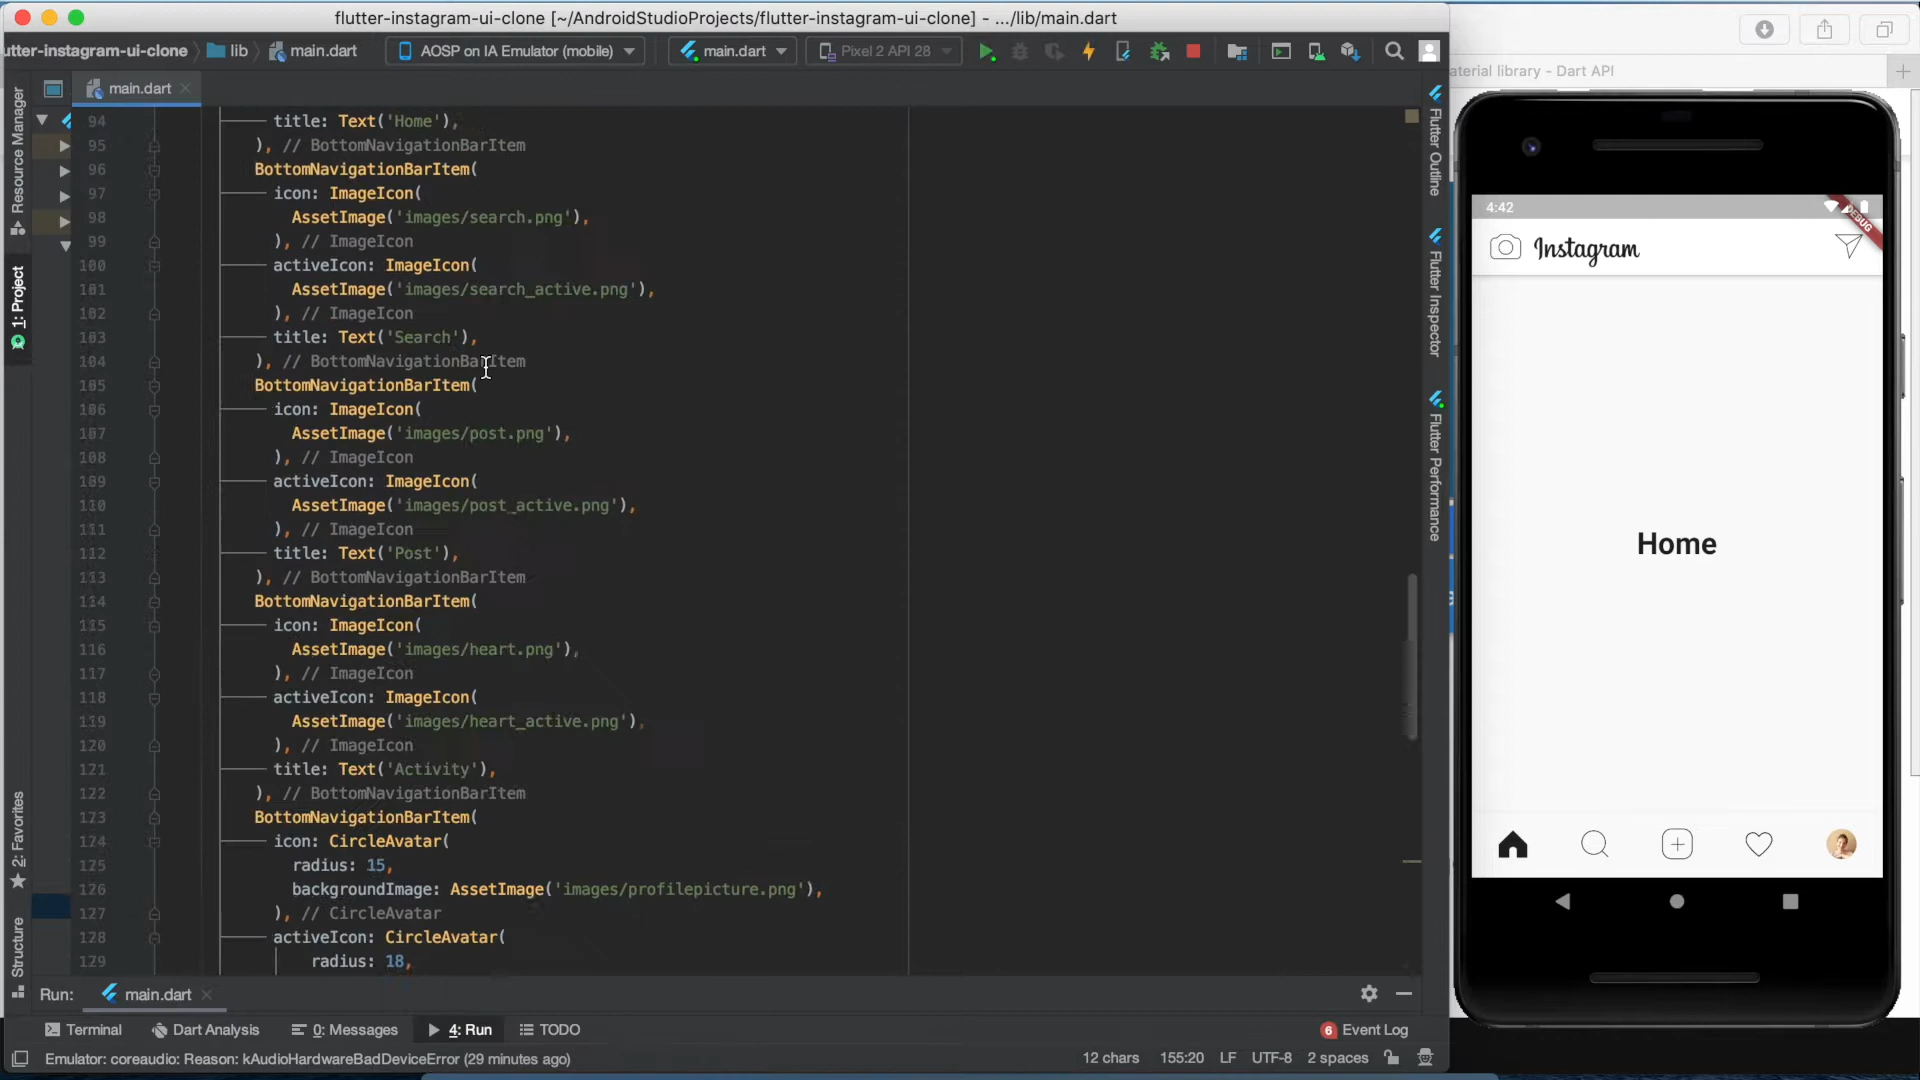 flutter-instagram-ui-clone [~/AndroidStudioProjects/flutter-instagram-ui-clone] - .../lib/main.dart
utter-instagram-ui-clone lib main.dart AOSP on IA Emulator (mobile) main.dart Pixel 2 API 28
aterial library - Dart API
main.dart
94 title: Text('Home'),
95 ), // BottomNavigationBarItem
96 BottomNavigationBarItem(
97 icon: ImageIcon(
98 AssetImage('images/search.png'),
99 ), // ImageIcon
100 activeIcon: ImageIcon(
101 AssetImage('images/search_active.png'),
102 ), // ImageIcon
103 title: Text('Search'),
104 ), // BottomNavigationBarItem
105 BottomNavigationBarItem(
106 icon: ImageIcon(
107 AssetImage('images/post.png'),
108 ), // ImageIcon
109 activeIcon: ImageIcon(
110 AssetImage('images/post_active.png'),
111 ), // ImageIcon
112 title: Text('Post'),
113 ), // BottomNavigationBarItem
114 BottomNavigationBarItem(
115 icon: ImageIcon(
116 AssetImage('images/heart.png'),
117 ), // ImageIcon
118 activeIcon: ImageIcon(
119 AssetImage('images/heart_active.png'),
120 ), // ImageIcon
121 title: Text('Activity'),
122 ), // BottomNavigationBarItem
123 BottomNavigationBarItem(
124 icon: CircleAvatar(
125 radius: 15,
126 backgroundImage: AssetImage('images/profilepicture.png'),
127 ), // CircleAvatar
128 activeIcon: CircleAvatar(
129 radius: 18,
Resource Manager
1: Project
2: Favorites
Structure
Flutter Outline
Flutter Inspector
Flutter Performance
4:42
DEBUG
Instagram
Home
Run: main.dart
Terminal Dart Analysis 0: Messages 4: Run TODO 6 Event Log
Emulator: coreaudio: Reason: kAudioHardwareBadDeviceError (29 minutes ago) 12 chars 155:20 LF UTF-8 2 spaces